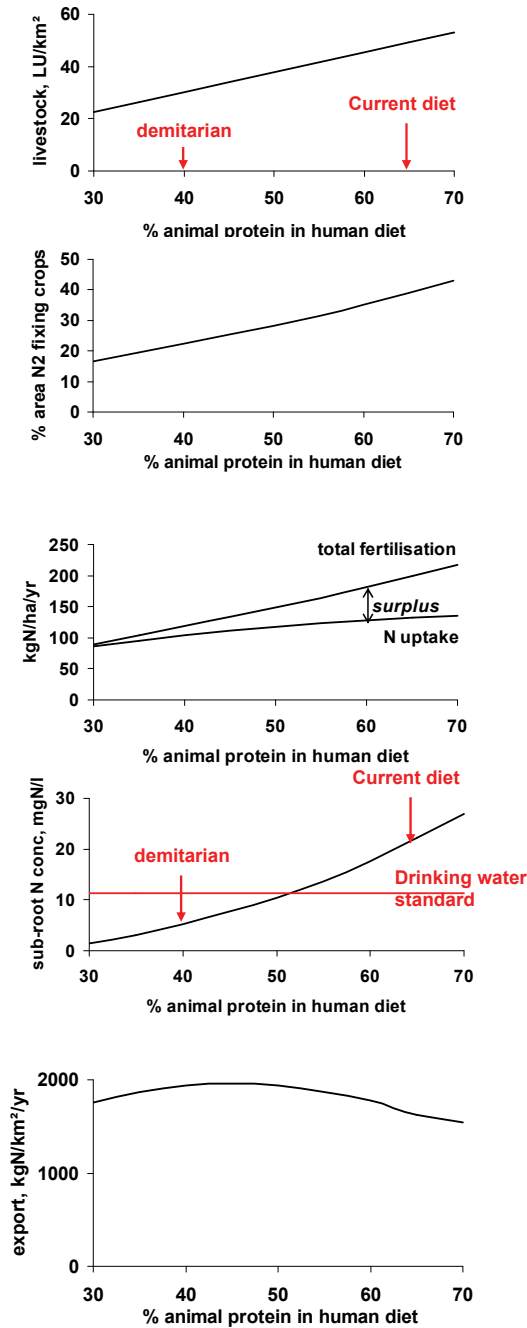 livestock, LU/km²
60
40
20
0
demitarian
Current diet
30 40 50 60 70
% animal protein in human diet
% area N2 fixing crops
50
40
30
20
10
0
30 40 50 60 70
% animal protein in human diet
kgN/ha/yr
250
200
150
100
50
0
total fertilisation
surplus
N uptake
30 40 50 60 70
% animal protein in human diet
sub-root N conc, mgN/l
30
20
10
0
Current diet
demitarian
Drinking water
standard
30 40 50 60 70
% animal protein in human diet
export, kgN/km²/yr
2000
1000
0
30 40 50 60 70
% animal protein in human diet